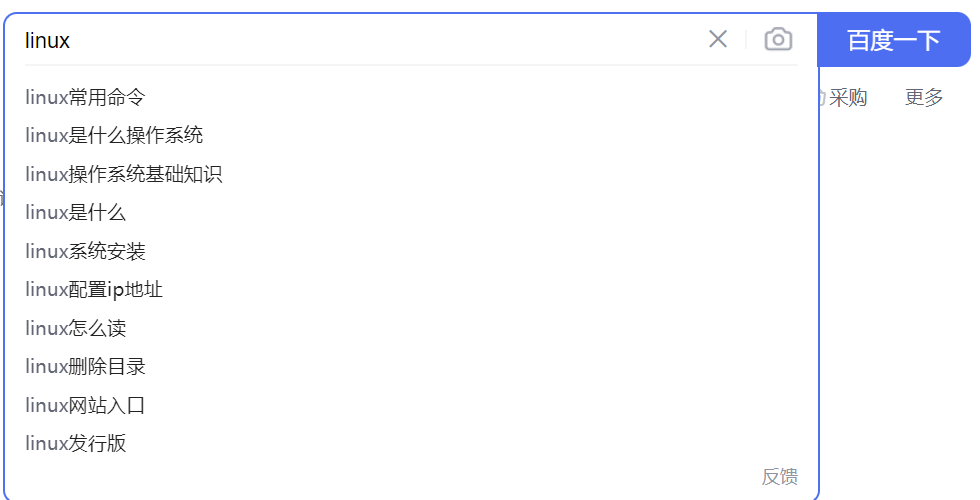 linux
百度一下
采购
更多
linux常用命令
linux是什么操作系统
linux操作系统基础知识
linux是什么
linux系统安装
linux配置ip地址
linux怎么读
linux删除目录
linux网站入口
linux发行版
反馈